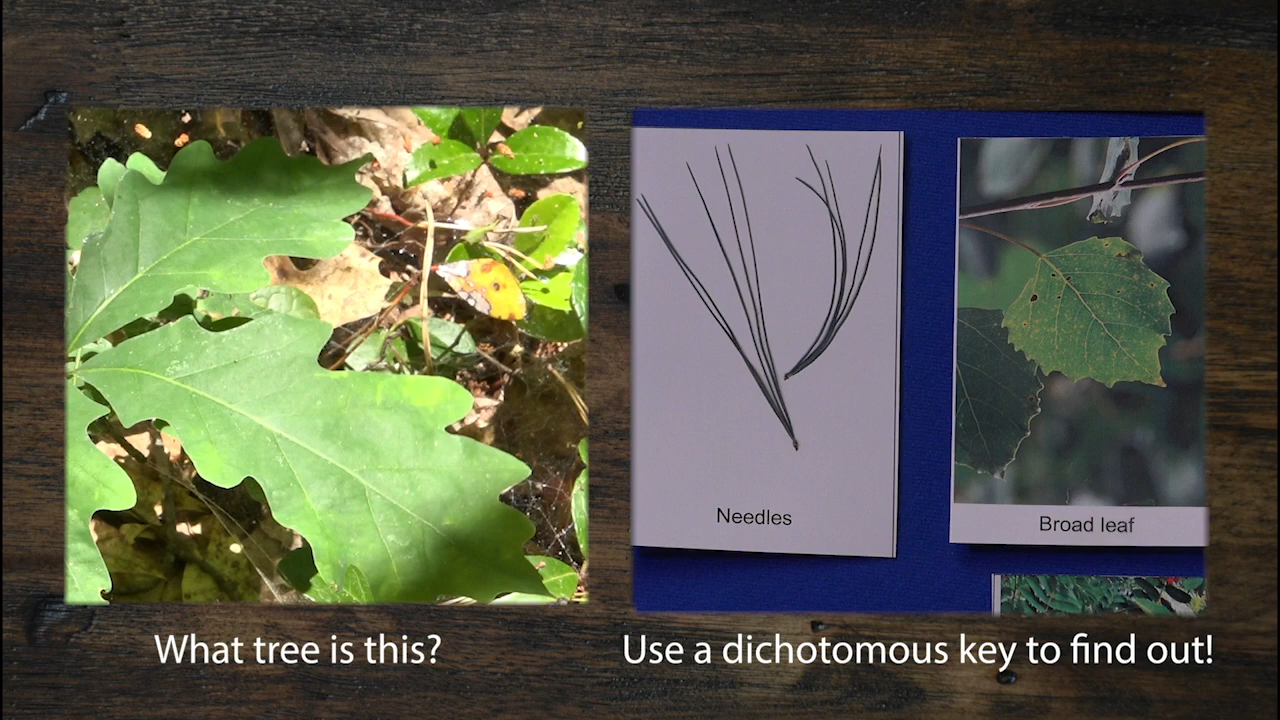 Needles
Broad leaf
What tree is this?
Use a dichotomous key to find out!